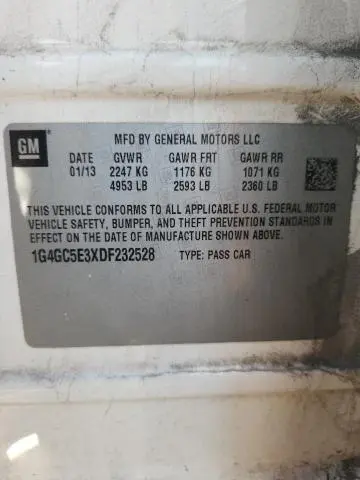 GM
MFD BY GENERAL MOTORS LLC
DATE GVWR GAWR FRT GAWR RR
01/13 2247 KG 1176 KG 1071 KG
4953 LB 2593 LB 2360 LB
THIS VEHICLE CONFORMS TO ALL APPLICABLE U.S. FEDERAL MOTOR
VEHICLE SAFETY, BUMPER, AND THEFT PREVENTION STANDARDS
IN EFFECT ON THE DATE OF MANUFACTURE SHOWN ABOVE.
1G4GC5E3XDF232528 TYPE: PASS CAR